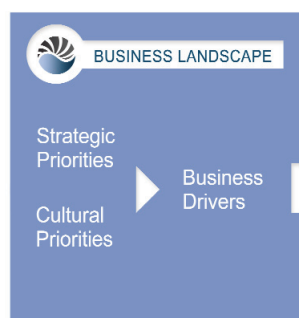 BUSINESS LANDSCAPE
Strategic
Priorities
Cultural
Priorities
Business
Drivers